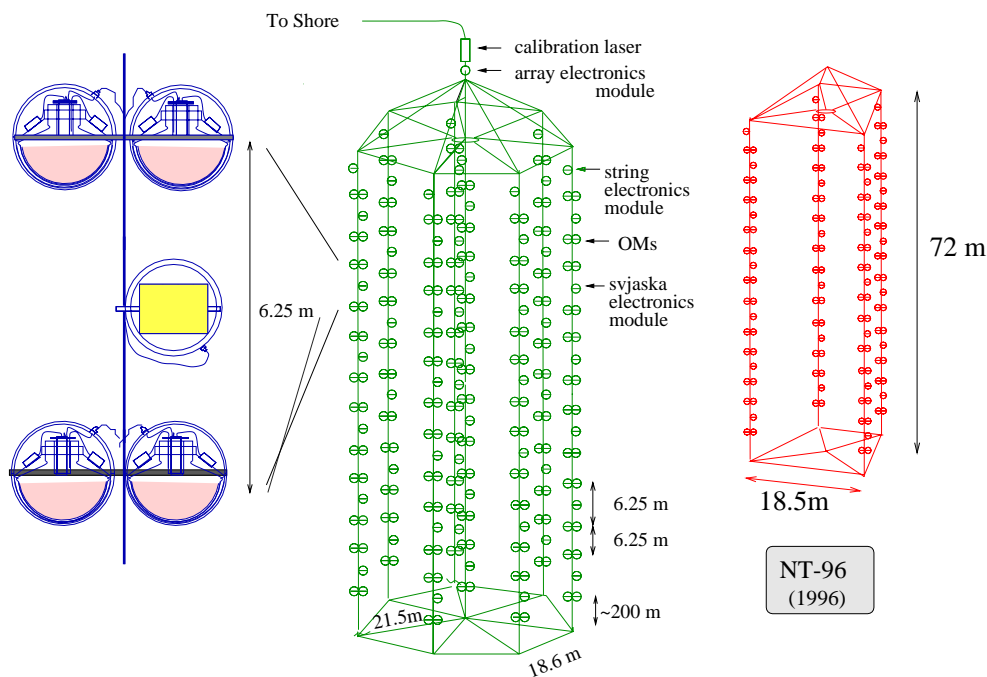 To Shore
calibration laser
array electronics
module
string
electronics
module
OMs
svjaska
electronics
module
6.25 m
6.25 m
6.25 m
~200 m
21.5m
18.6 m
72 m
18.5m
NT-96
(1996)